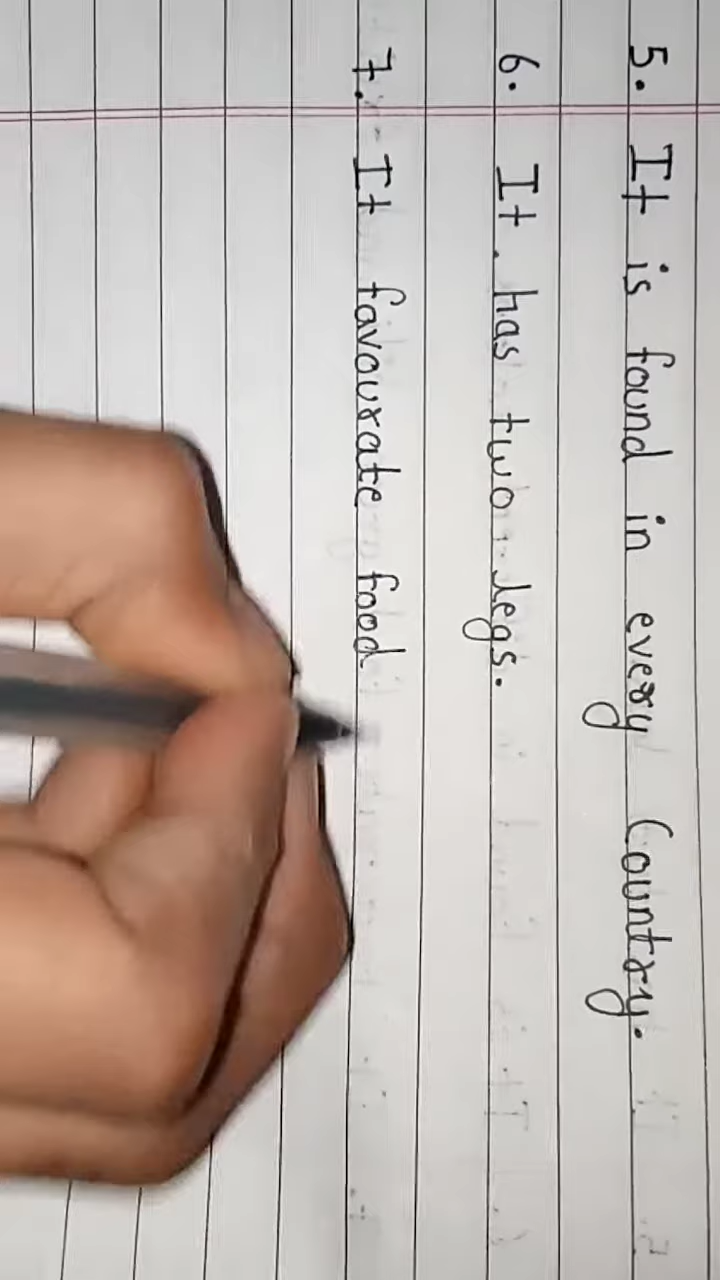 5. It is found in every Country.
6. It has two legs.
7. It favourate food